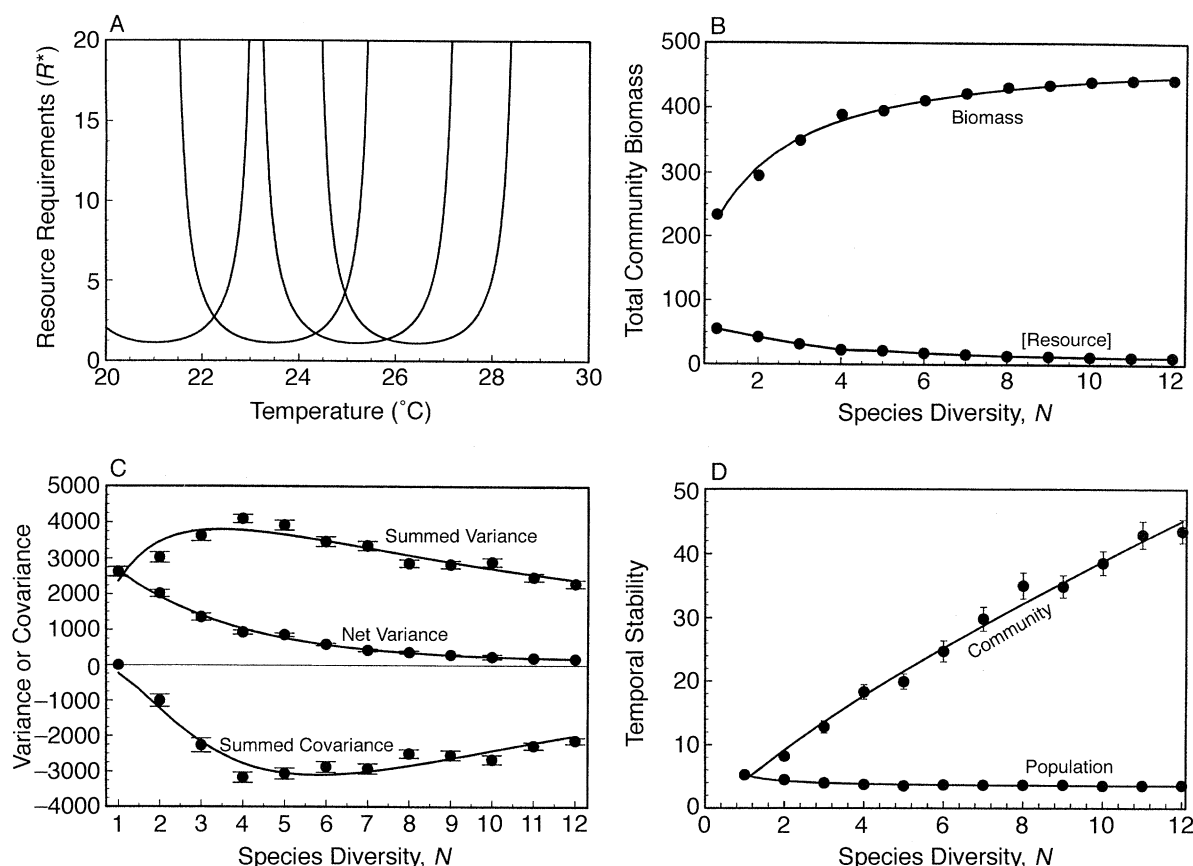 A
20
15
10
5
0
20 22 24 26 28 30
Resource Requirements (R*)
Temperature (°C)
B
500
400
300
200
100
0
Biomass
[Resource]
2 4 6 8 10 12
Total Community Biomass
Species Diversity, N
C
5000
4000
3000
2000
1000
0
−1000
−2000
−3000
−4000
Summed Variance
Net Variance
Summed Covariance
1 2 3 4 5 6 7 8 9 10 11 12
Variance or Covariance
Species Diversity, N
D
50
40
30
20
10
0
Community
Population
0 2 4 6 8 10 12
Temporal Stability
Species Diversity, N